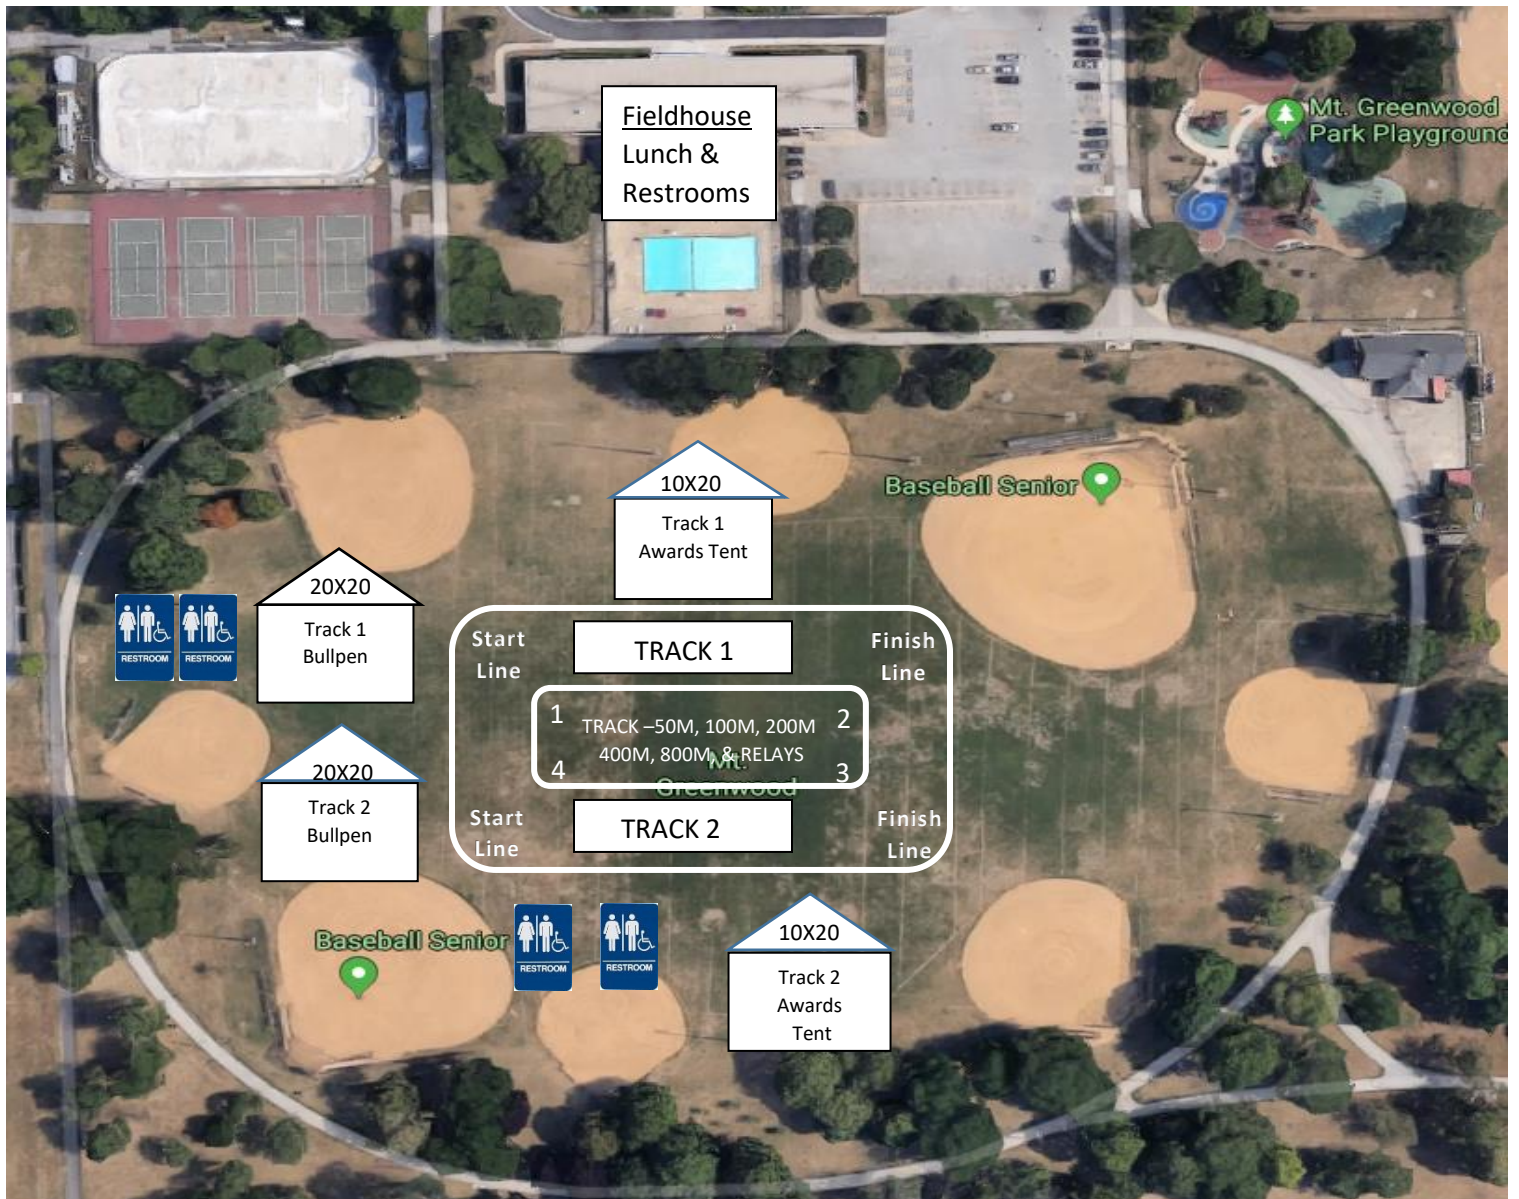 Fieldhouse
Lunch &
Restrooms
Mt. Greenwood
Park Playground
10X20
Track 1
Awards Tent
Baseball Senior
20X20
Track 1
Bullpen
RESTROOM
RESTROOM
Start
Line
TRACK 1
Finish
Line
1
2
TRACK –50M, 100M, 200M
400M, 800M, & RELAYS
4
3
Mt.
Greenwood
20X20
Track 2
Bullpen
Start
Line
TRACK 2
Finish
Line
Baseball Senior
RESTROOM
RESTROOM
10X20
Track 2
Awards
Tent